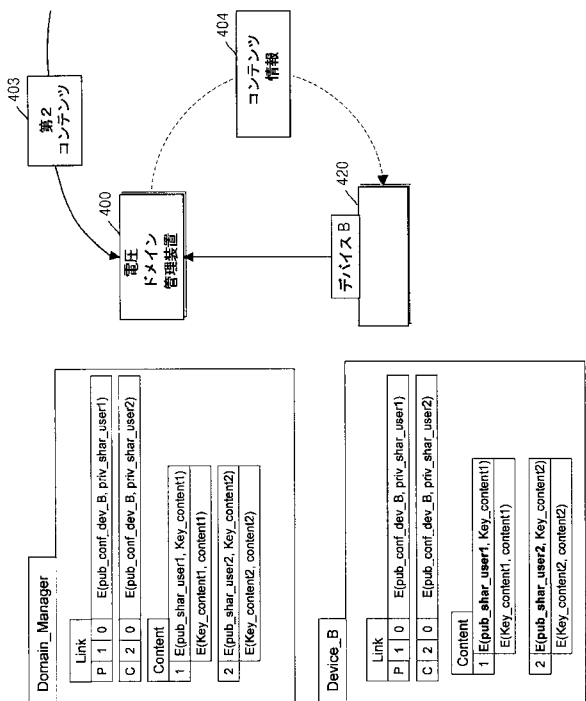 403
第2
コンテンツ
400
電圧
ドメイン
管理装置
404
コンテンツ
情報
420
デバイス B
Domain_Manager
Link
P 1 0 E(pub_conf_dev_B, priv_shar_user1)
C 2 0 E(pub_conf_dev_B, priv_shar_user2)
Content
1 E(pub_shar_user1, Key_content1)
E(Key_content1, content1)
2 E(pub_shar_user2, Key_content2)
E(Key_content2, content2)
Device_B
Link
P 1 0 E(pub_conf_dev_B, priv_shar_user1)
C 2 0 E(pub_conf_dev_B, priv_shar_user2)
Content
1 E(pub_shar_user1, Key_content1)
E(Key_content1, content1)
2 E(pub_shar_user2, Key_content2)
E(Key_content2, content2)